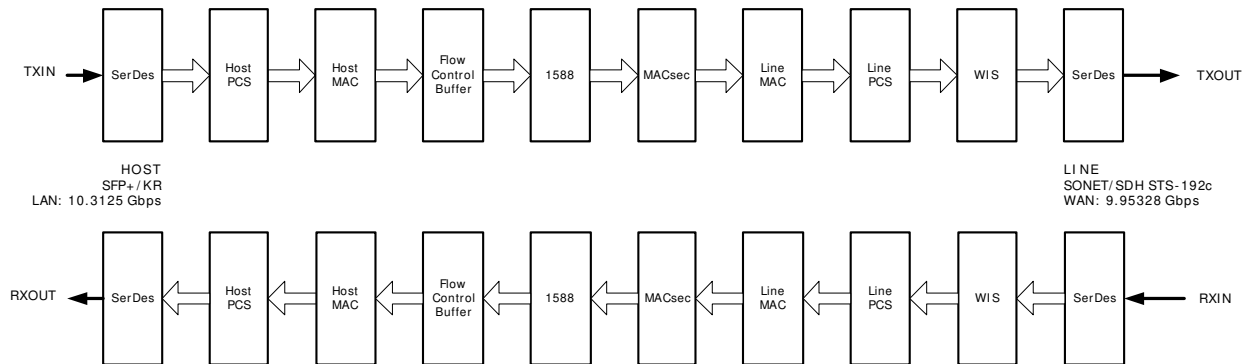 TXIN
SerDes
Host
PCS
Host
MAC
Flow
Control
Buffer
1588
MACsec
Line
MAC
Line
PCS
WIS
SerDes
TXOUT
HOST
SFP+/KR
LAN: 10.3125 Gbps
LINE
SONET/SDH STS-192c
WAN: 9.95328 Gbps
RXOUT
SerDes
Host
PCS
Host
MAC
Flow
Control
Buffer
1588
MACsec
Line
MAC
Line
PCS
WIS
SerDes
RXIN